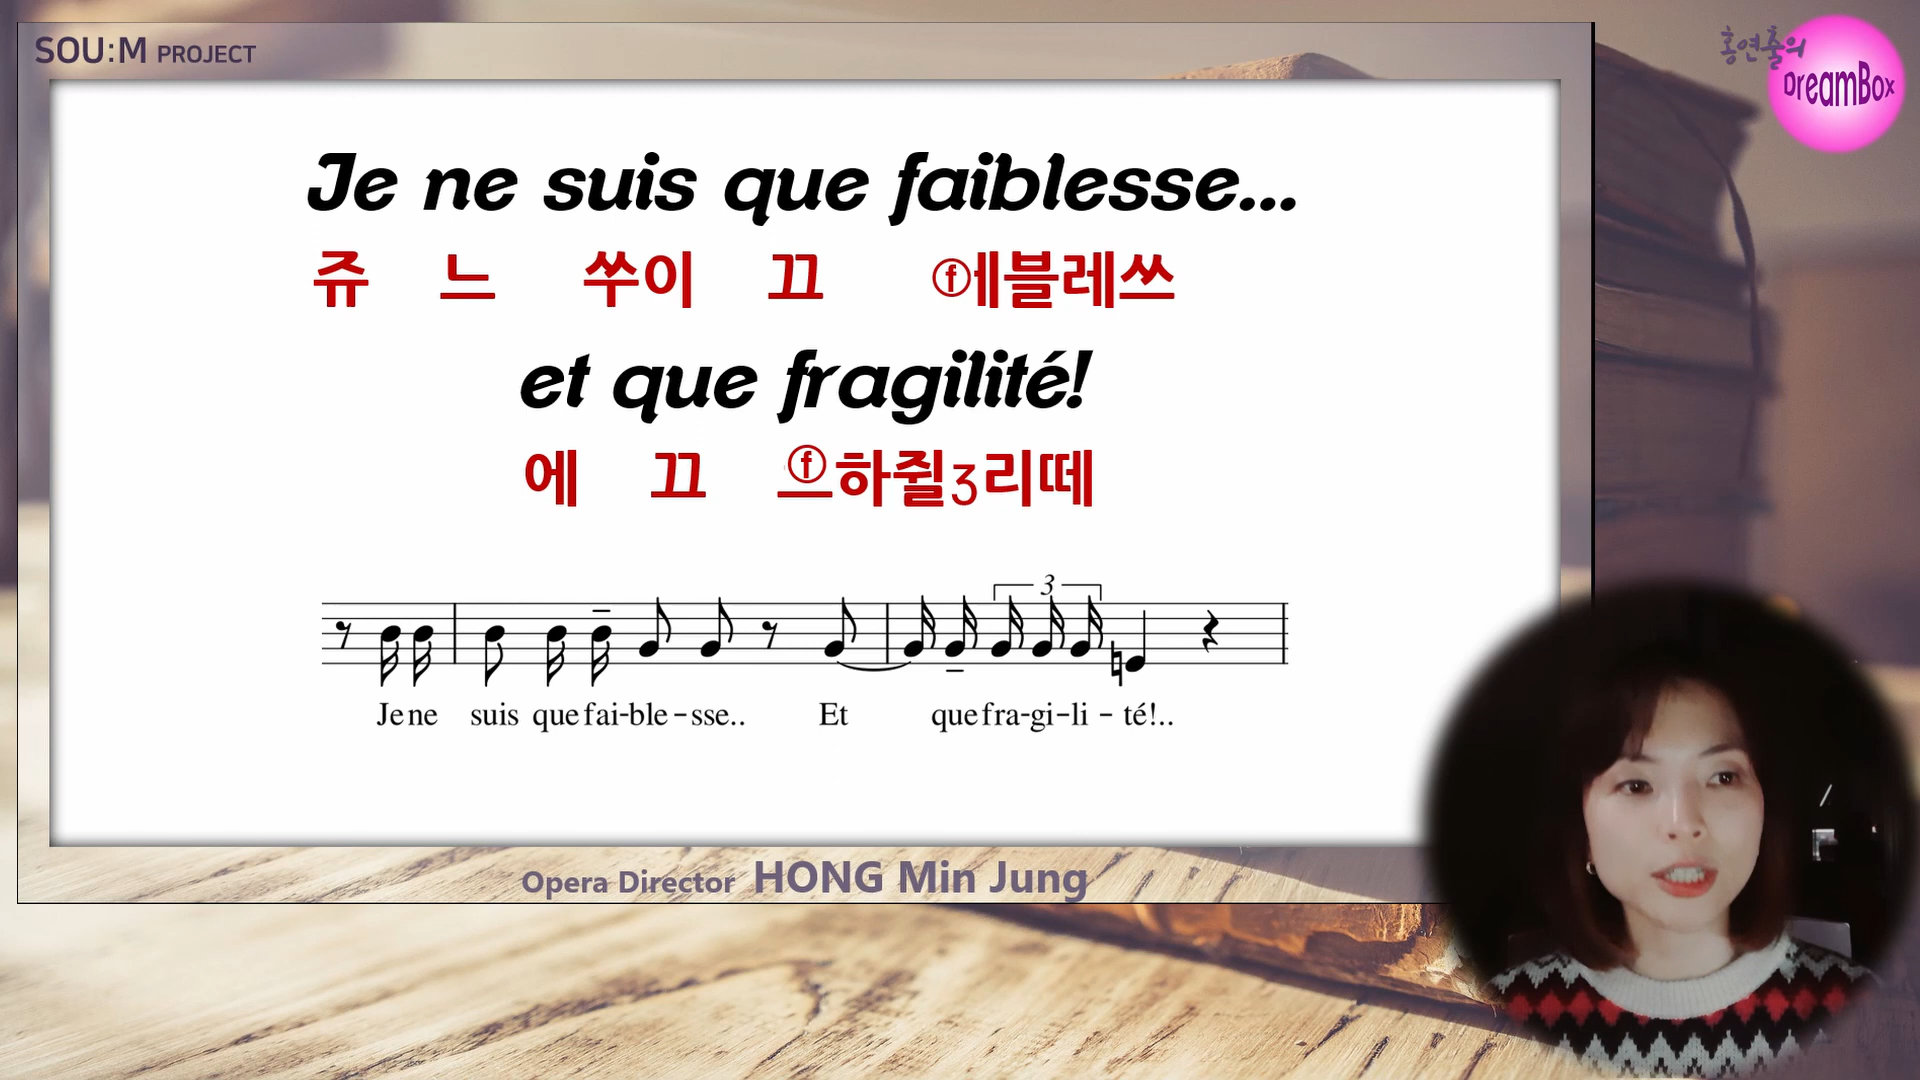 SOU:M PROJECT
홍연출의
DreamBox
Je ne suis que faiblesse...
쥬 느 쑤이 끄 ⓕ에블레쓰
et que fragilité!
에 끄 ⓕ으하쥘ʒ리떼
3
Je ne suis que fai-ble-sse.. Et que fra-gi-li-té!..
Opera Director HONG Min Jung